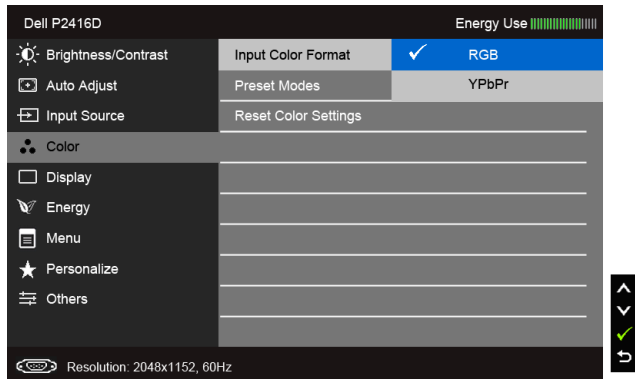 Dell P2416D Energy Use
Brightness/Contrast Input Color Format RGB
Auto Adjust Preset Modes YPbPr
Input Source Reset Color Settings
Color
Display
Energy
Menu
Personalize
Others
Resolution: 2048x1152, 60Hz